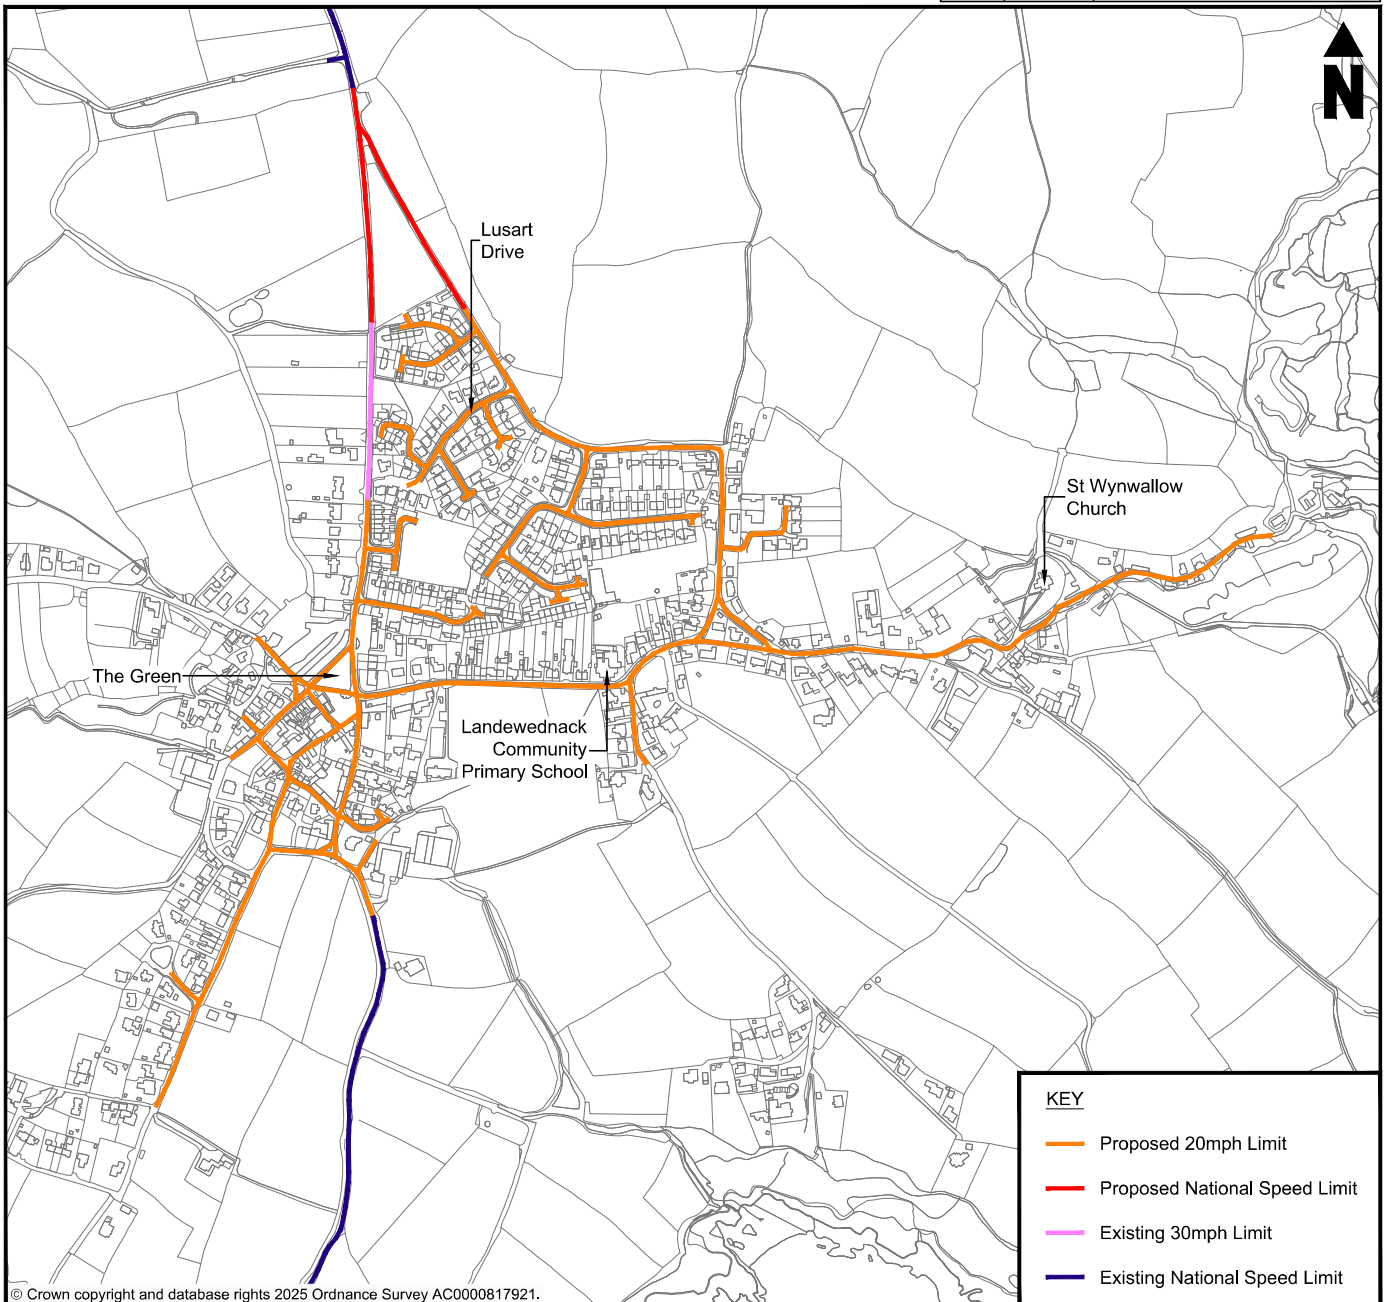 N
Lusart
Drive
St Wynwallow
Church
The Green
Landewednack
Community
Primary School
KEY
Proposed 20mph Limit
Proposed National Speed Limit
Existing 30mph Limit
Existing National Speed Limit
© Crown copyright and database rights 2025 Ordnance Survey AC0000817921.